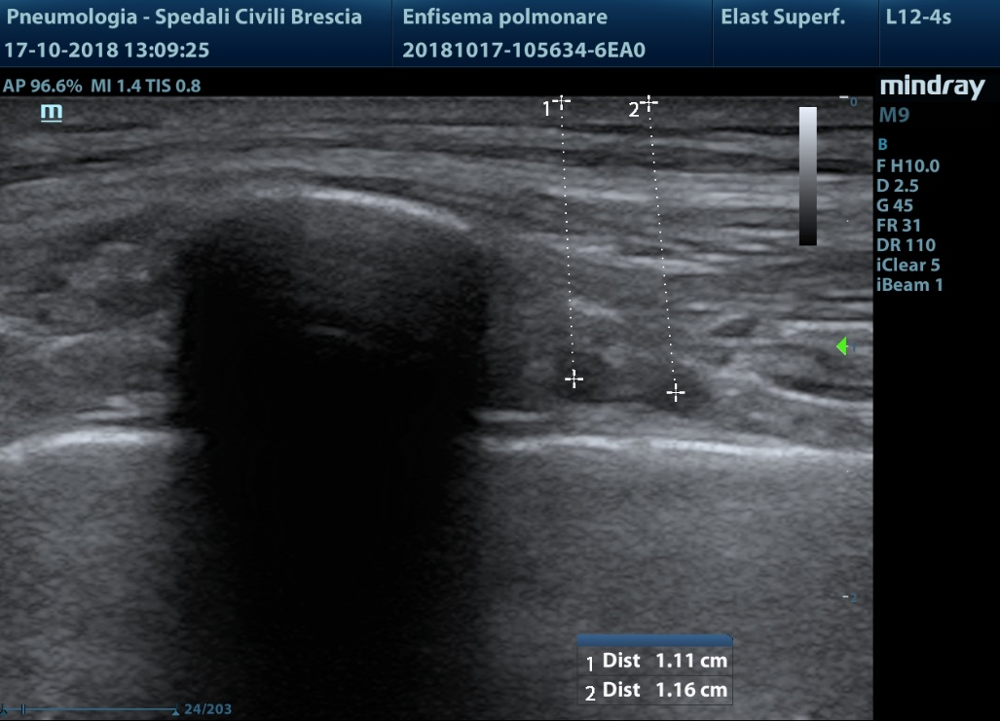 Pneumologia - Spedali Civili Brescia
Enfisema polmonare
Elast Superf.
L12-4s
17-10-2018 13:09:25
20181017-105634-6EA0
AP 96.6% MI 1.4 TIS 0.8
mindray
m
M9
B
F H10.0
D 2.5
G 45
FR 31
DR 110
iClear 5
iBeam 1
1
2
0
1
2
1 Dist 1.11 cm
2 Dist 1.16 cm
24/203